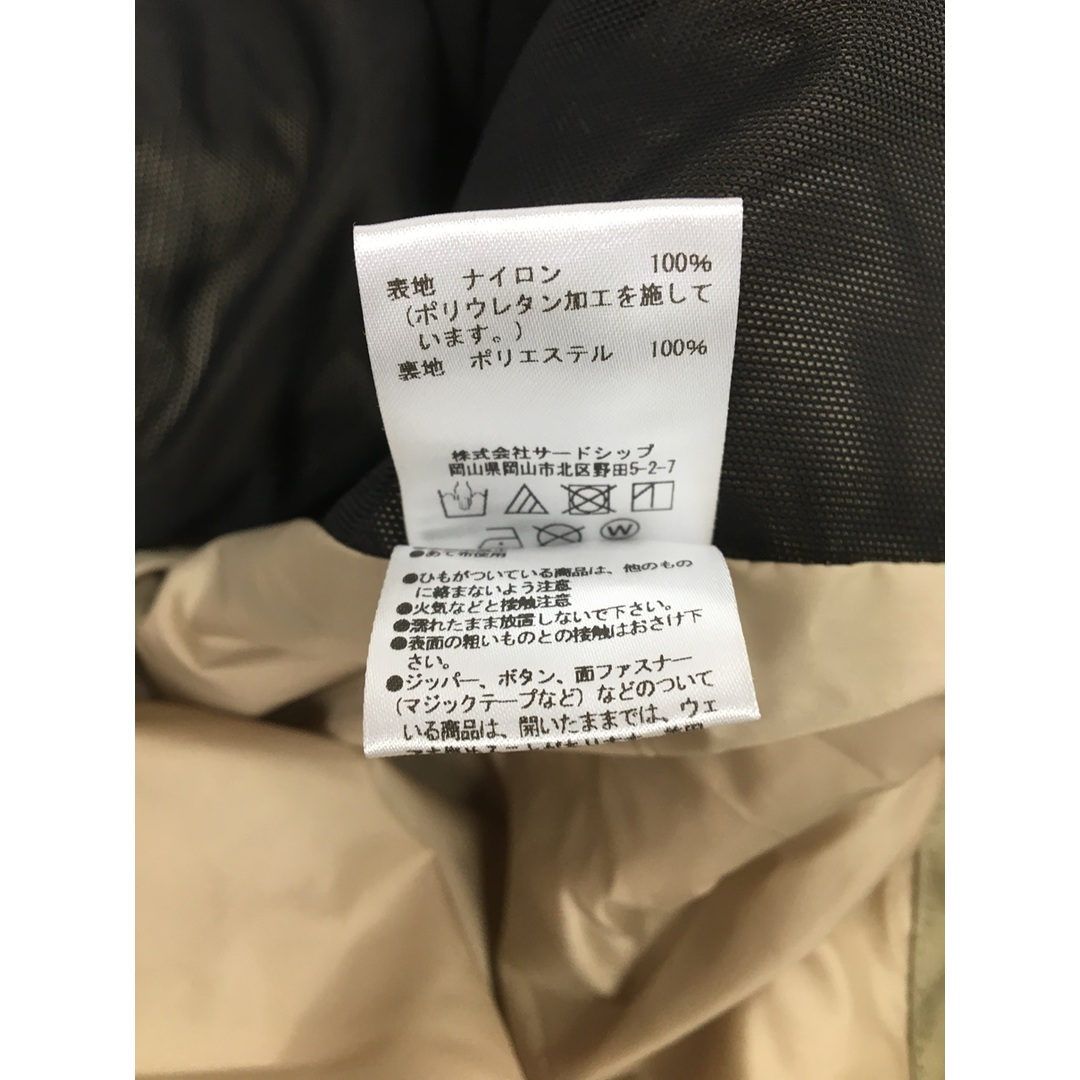 表地 ナイロン 100%
(ポリウレタン加工を施して
います。)
裏地 ポリエステル 100%
株式会社サードシップ
岡山県岡山市北区野田5-2-7
W
●あて布使用
●ひもがついている商品は、他のもの
に絡まないよう注意
●火気などと接触注意
●濡れたまま放置しないで下さい。
●表面の粗いものとの接触はおさけ下
さい。
●ジッパー、ボタン、面ファスナー
(マジックテープなど)などのついて
いる商品は、開いたままでは、ウェ